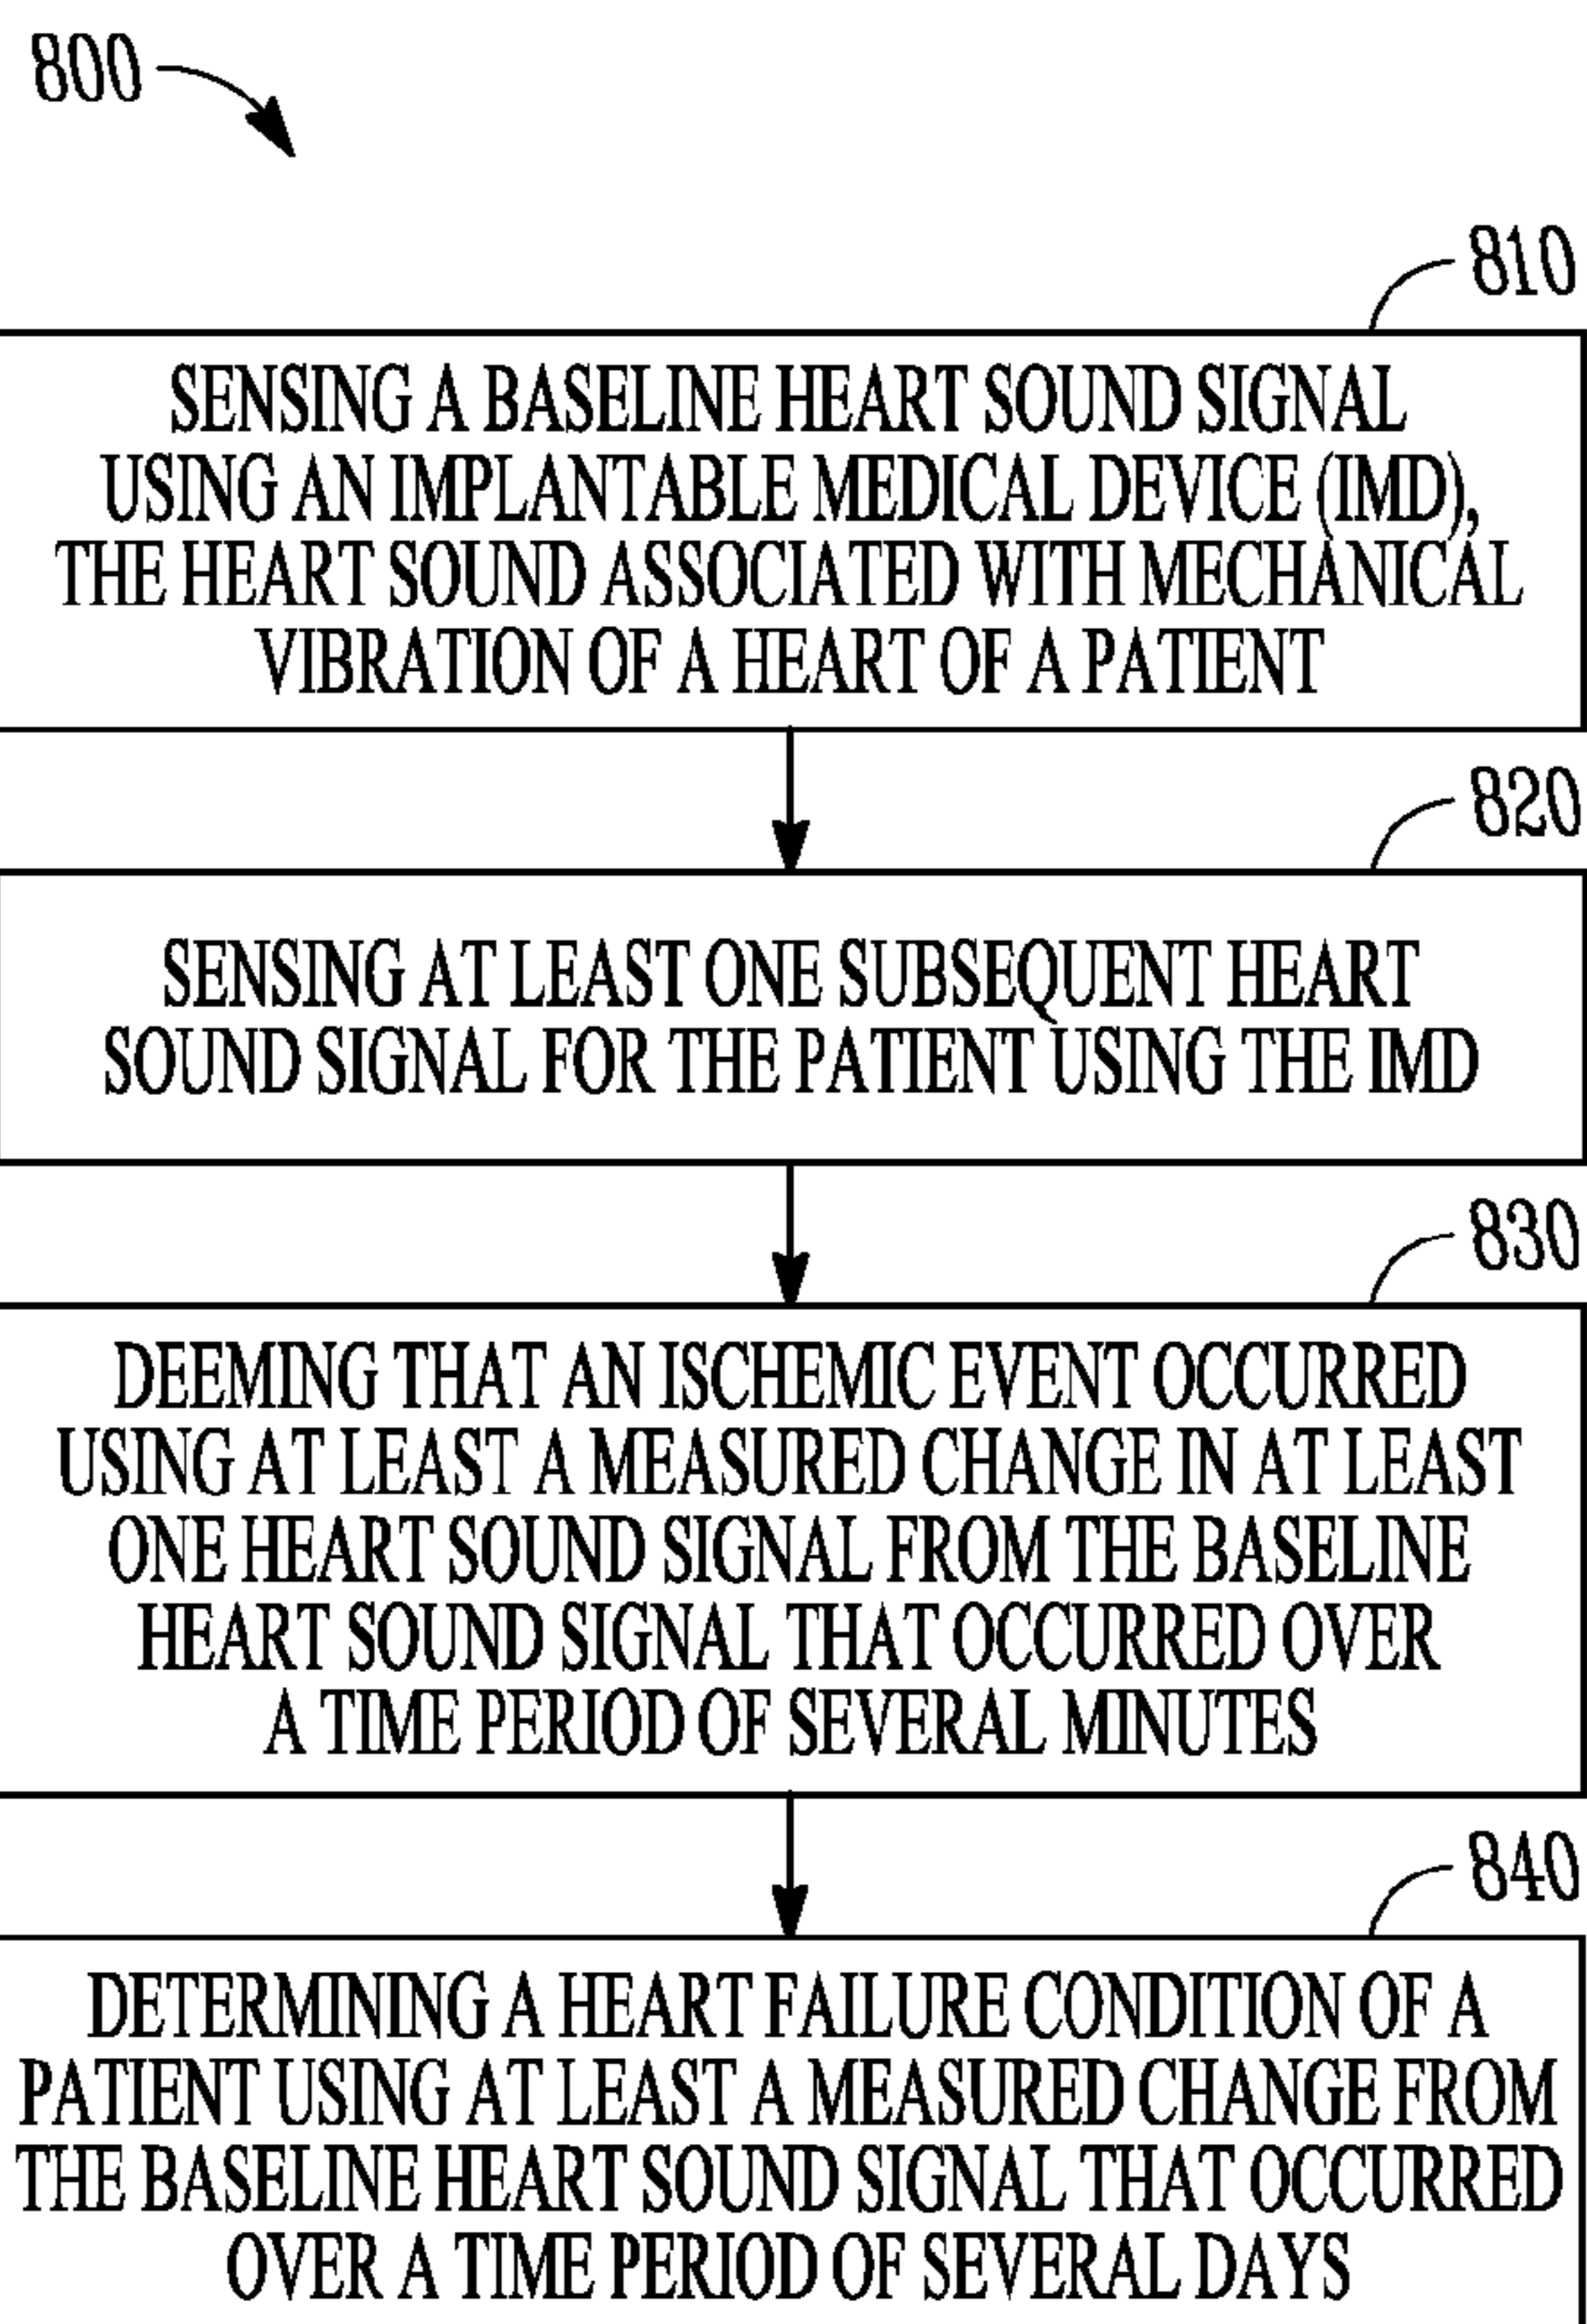 800
810
SENSING A BASELINE HEART SOUND SIGNAL
USING AN IMPLANTABLE MEDICAL DEVICE (IMD),
THE HEART SOUND ASSOCIATED WITH MECHANICAL
VIBRATION OF A HEART OF A PATIENT
820
SENSING AT LEAST ONE SUBSEQUENT HEART
SOUND SIGNAL FOR THE PATIENT USING THE IMD
830
DEEMING THAT AN ISCHEMIC EVENT OCCURRED
USING AT LEAST A MEASURED CHANGE IN AT LEAST
ONE HEART SOUND SIGNAL FROM THE BASELINE
HEART SOUND SIGNAL THAT OCCURRED OVER
A TIME PERIOD OF SEVERAL MINUTES
840
DETERMINING A HEART FAILURE CONDITION OF A
PATIENT USING AT LEAST A MEASURED CHANGE FROM
THE BASELINE HEART SOUND SIGNAL THAT OCCURRED
OVER A TIME PERIOD OF SEVERAL DAYS